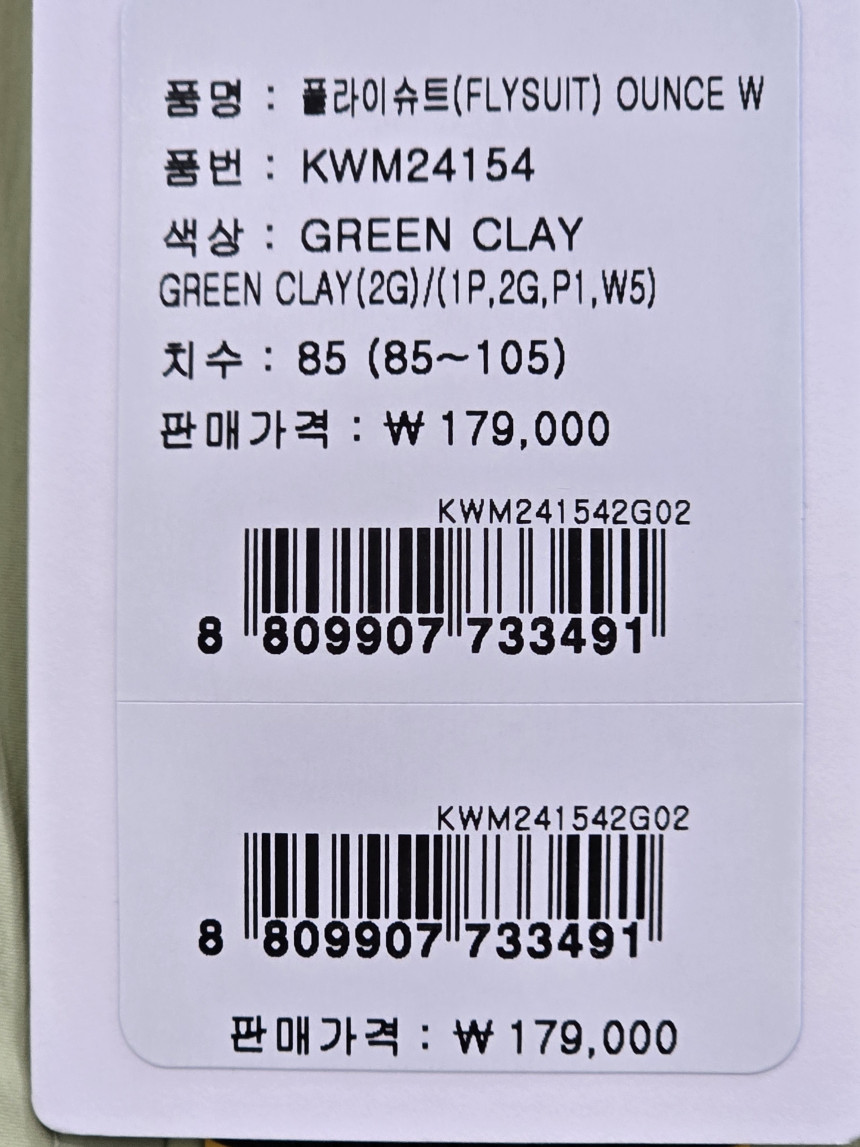 품명 : 플라이슈트(FLYSUIT) OUNCE W
품번 : KWM24154
색상 : GREEN CLAY
GREEN CLAY(2G)/(1P,2G,P1,W5)
치수 : 85 (85~105)
판매가격 : ₩ 179,000
KWM241542G02
8 809907 733491
KWM241542G02
8 809907 733491
판매가격 : ₩ 179,000